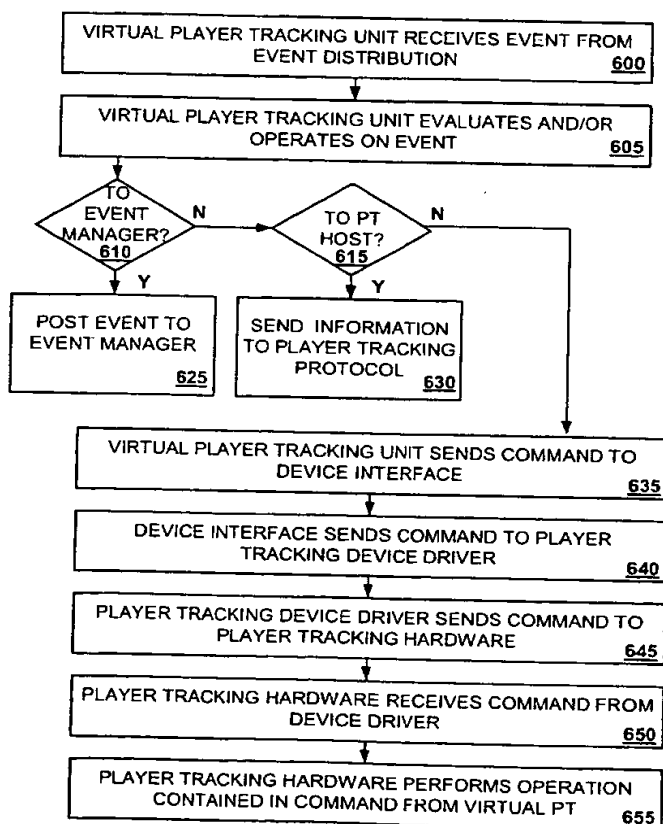 VIRTUAL PLAYER TRACKING UNIT RECEIVES EVENT FROM
EVENT DISTRIBUTION
600
VIRTUAL PLAYER TRACKING UNIT EVALUATES AND/OR
OPERATES ON EVENT
605
TO
EVENT
MANAGER?
610
N
Y
TO PT
HOST?
615
N
Y
POST EVENT TO
EVENT MANAGER
625
SEND INFORMATION
TO PLAYER TRACKING
PROTOCOL
630
VIRTUAL PLAYER TRACKING UNIT SENDS COMMAND TO
DEVICE INTERFACE
635
DEVICE INTERFACE SENDS COMMAND TO PLAYER
TRACKING DEVICE DRIVER
640
PLAYER TRACKING DEVICE DRIVER SENDS COMMAND TO
PLAYER TRACKING HARDWARE
645
PLAYER TRACKING HARDWARE RECEIVES COMMAND FROM
DEVICE DRIVER
650
PLAYER TRACKING HARDWARE PERFORMS OPERATION
CONTAINED IN COMMAND FROM VIRTUAL PT
655